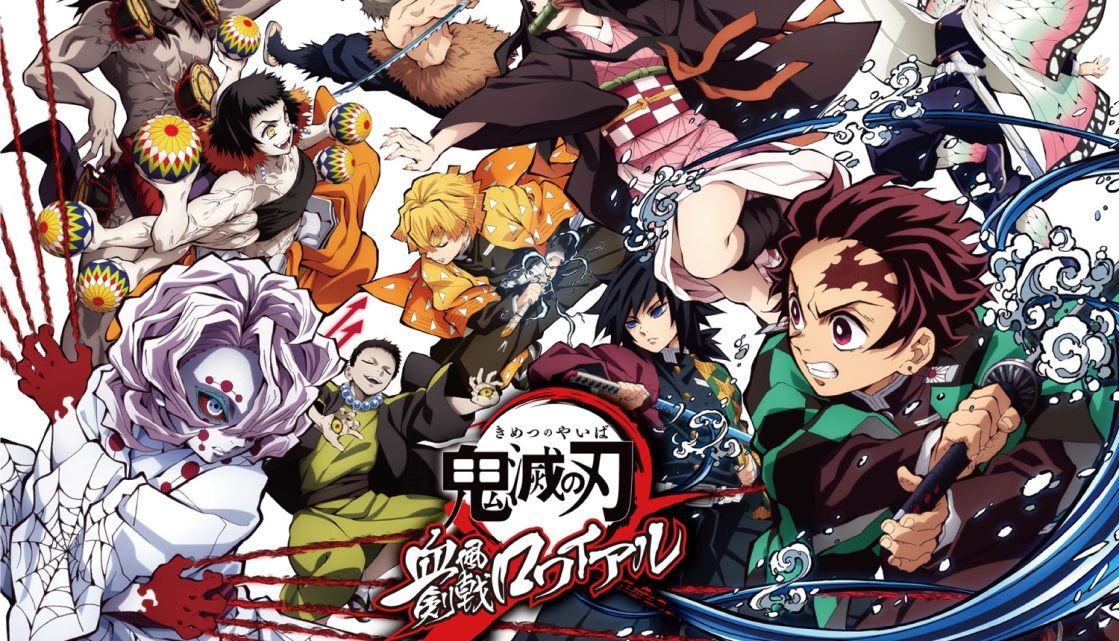 きめつのやいば
鬼滅の刃
血風剣戟ロワイアル